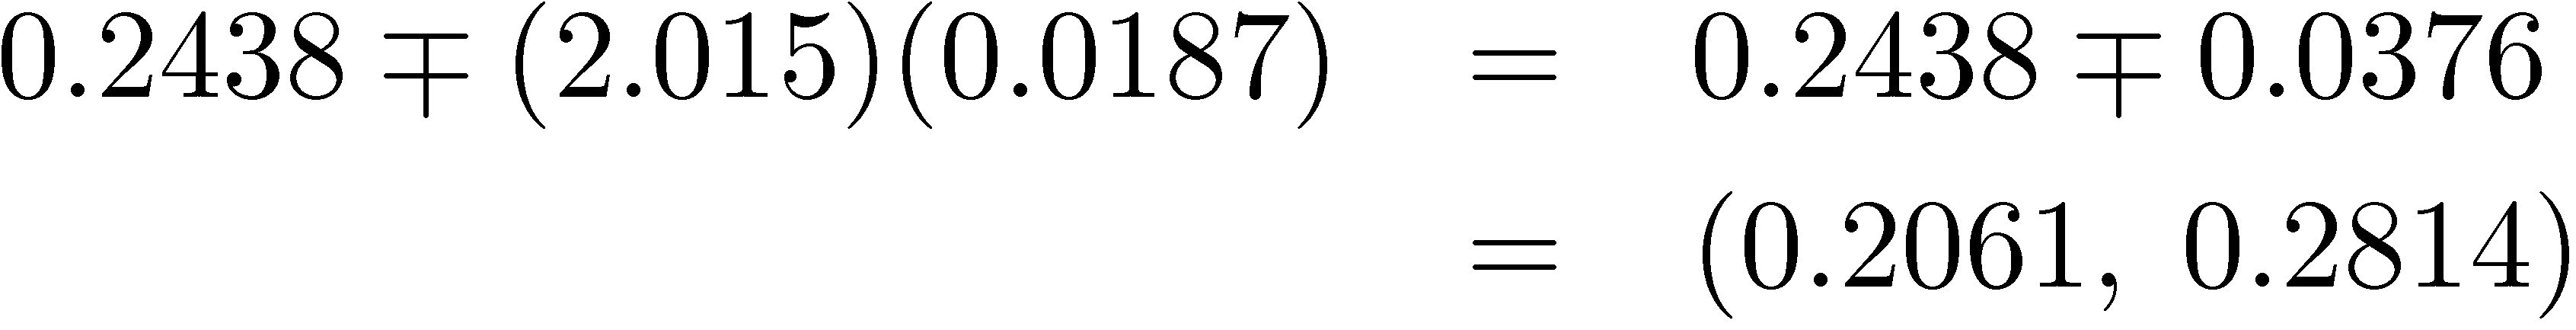 0.2438 ∓ (2.015)(0.0187) = 0.2438 ∓ 0.0376
= (0.2061, 0.2814)